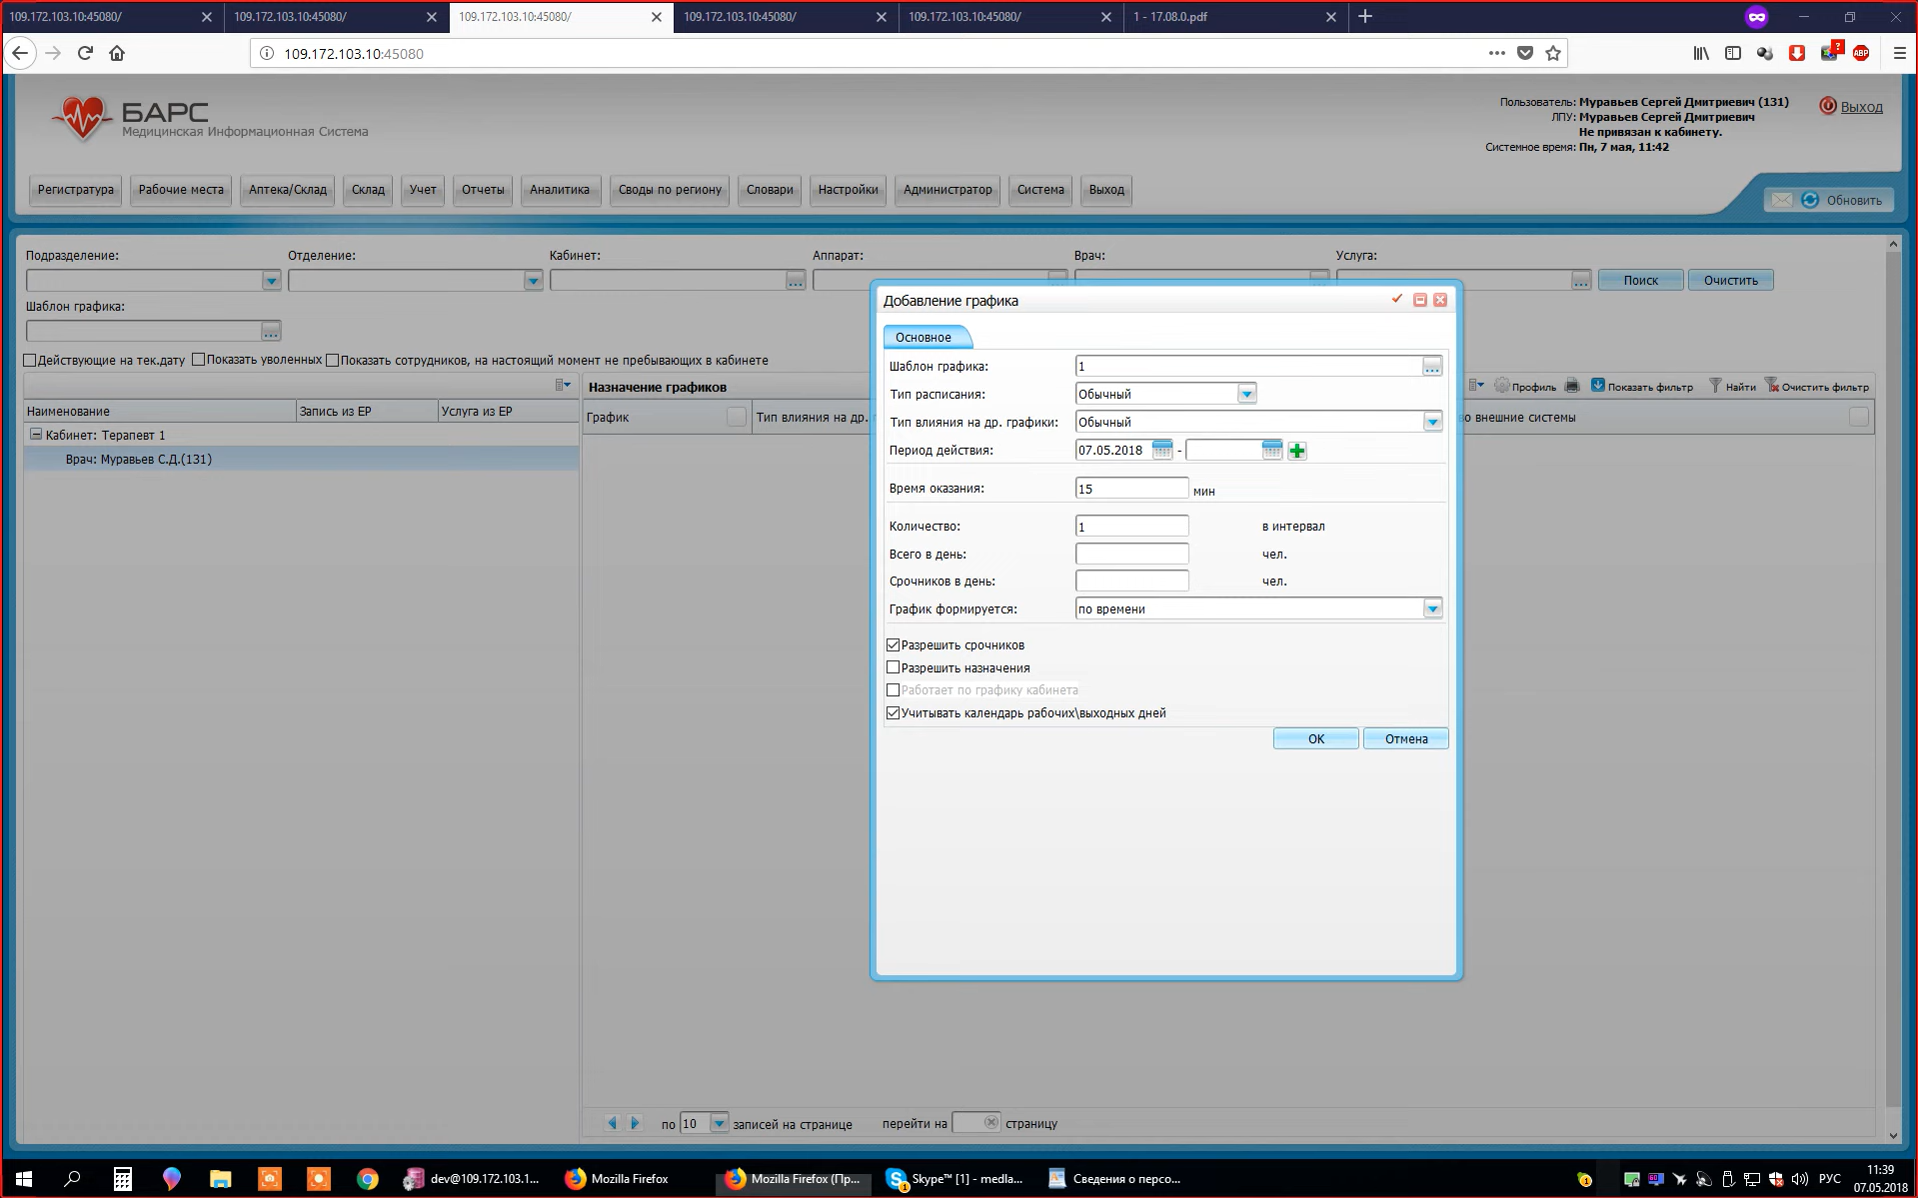 109.172.103.10:45080/
109.172.103.10:45080/
109.172.103.10:45080/
109.172.103.10:45080/
109.172.103.10:45080/
1 - 17.08.0.pdf
109.172.103.10:45080
ABP
БАРС
Медицинская Информационная Система
Пользователь: Муравьев Сергей Дмитриевич (131)
ЛПУ: Муравьев Сергей Дмитриевич
Не привязан к кабинету.
Системное время: Пн, 7 мая, 11:42
Выход
Регистратура
Рабочие места
Аптека/Склад
Склад
Учет
Отчеты
Аналитика
Своды по региону
Словари
Настройки
Администратор
Система
Выход
Обновить
Подразделение:
Отделение:
Кабинет:
Аппарат:
Врач:
Услуга:
Поиск
Очистить
Шаблон графика:
Действующие на тек.дату
Показать уволенных
Показать сотрудников, на настоящий момент не пребывающих в кабинете
Наименование
Запись из ЕР
Услуга из ЕР
Кабинет: Терапевт 1
Врач: Муравьев С.Д.(131)
Назначение графиков
Профиль
Показать фильтр
Найти
Очистить фильтр
График
Тип влияния на др.
во внешние системы
Добавление графика
Основное
Шаблон графика: 1
Тип расписания: Обычный
Тип влияния на др. графики: Обычный
Период действия: 07.05.2018 -
Время оказания: 15 мин
Количество: 1 в интервал
Всего в день: чел.
Срочников в день: чел.
График формируется: по времени
Разрешить срочников
Разрешить назначения
Работает по графику кабинета
Учитывать календарь рабочих\выходных дней
OK
Отмена
по 10 записей на странице перейти на страницу
dev@109.172.103.1...
Mozilla Firefox
Mozilla Firefox (Пр...
Skype™ [1] - medla...
Сведения о персо...
РУС
11:39
07.05.2018